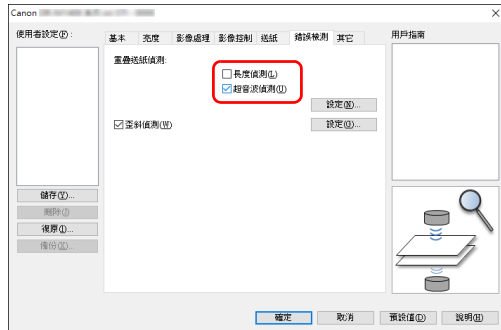 Canon
使用者設定(F):
基本 亮度 影像處理 影像控制 送紙 錯誤檢測 其它
用戶指南
重疊送紙偵測:
長度偵測(L)
超音波偵測(U)
設定(N)...
歪斜偵測(W)
設定(Q)...
儲存(Y)...
刪除(J)
復原(I)...
備份(X)...
確定 取消 預設值(D) 說明(H)